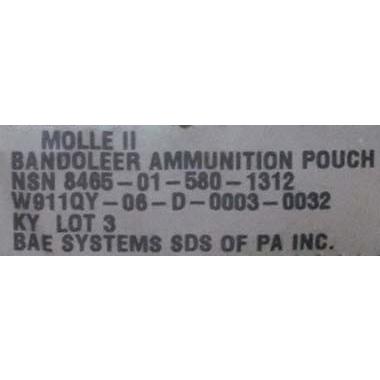 MOLLE II
BANDOLEER AMMUNITION POUCH
NSN 8465-01-580-1312
W911QY-06-D-0003-0032
KY LOT 3
BAE SYSTEMS SDS OF PA INC.